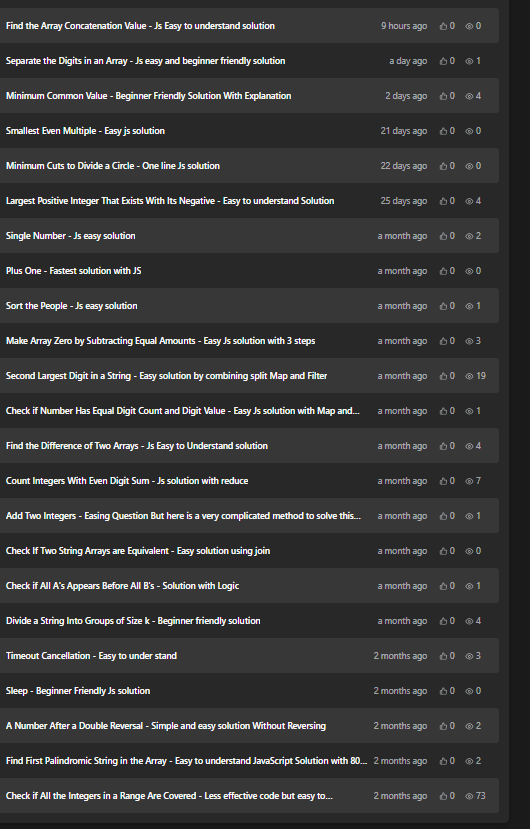 Find the Array Concatenation Value - Js Easy to understand solution 9 hours ago 0 0
Separate the Digits in an Array - Js easy and beginner friendly solution a day ago 0 1
Minimum Common Value - Beginner Friendly Solution With Explanation 2 days ago 0 4
Smallest Even Multiple - Easy js solution 21 days ago 0 0
Minimum Cuts to Divide a Circle - One line Js solution 22 days ago 0 0
Largest Positive Integer That Exists With Its Negative - Easy to understand Solution 25 days ago 0 4
Single Number - Js easy solution a month ago 0 2
Plus One - Fastest solution with JS a month ago 0 0
Sort the People - Js easy solution a month ago 0 1
Make Array Zero by Subtracting Equal Amounts - Easy Js solution with 3 steps a month ago 0 3
Second Largest Digit in a String - Easy solution by combining split Map and Filter a month ago 0 19
Check if Number Has Equal Digit Count and Digit Value - Easy Js solution with Map and... a month ago 0 1
Find the Difference of Two Arrays - Js Easy to Understand solution a month ago 0 4
Count Integers With Even Digit Sum - Js solution with reduce a month ago 0 7
Add Two Integers - Easing Question But here is a very complicated method to solve this... a month ago 0 1
Check If Two String Arrays are Equivalent - Easy solution using join a month ago 0 0
Check if All A's Appears Before All B's - Solution with Logic a month ago 0 1
Divide a String Into Groups of Size k - Beginner friendly solution a month ago 0 4
Timeout Cancellation - Easy to under stand 2 months ago 0 3
Sleep - Beginner Friendly Js solution 2 months ago 0 0
A Number After a Double Reversal - Simple and easy solution Without Reversing 2 months ago 0 2
Find First Palindromic String in the Array - Easy to understand JavaScript Solution with 80... 2 months ago 0 2
Check if All the Integers in a Range Are Covered - Less effective code but easy to... 2 months ago 0 73